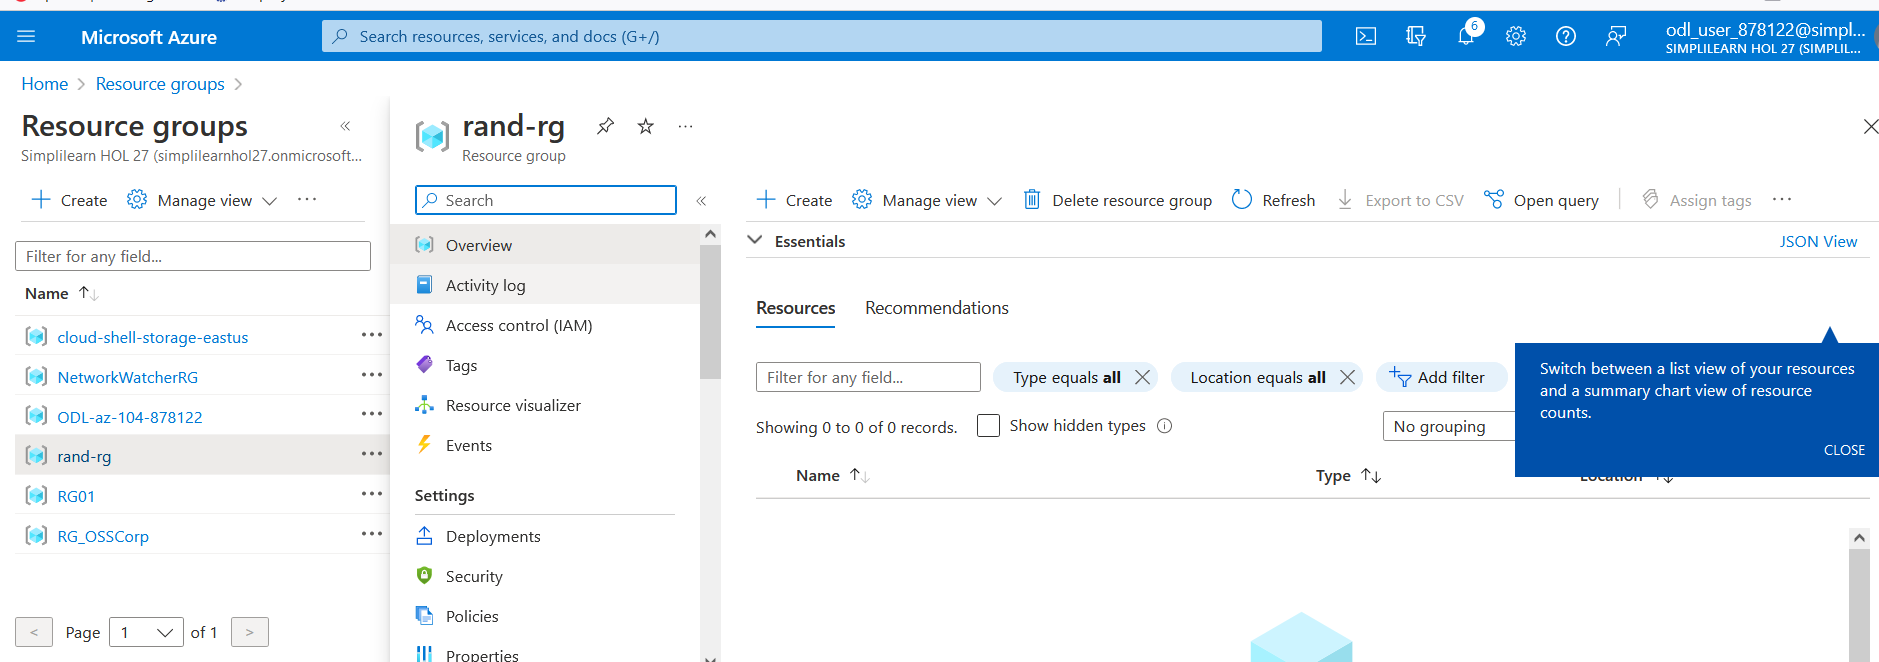 Microsoft Azure
Search resources, services, and docs (G+/)
6
odl_user_878122@simpl...
SIMPLILEARN HOL 27 (SIMPLIL...
Home > Resource groups >
Resource groups
Simplilearn HOL 27 (simplilearnhol27.onmicrosoft...
Create
Manage view
Filter for any field...
Name
cloud-shell-storage-eastus
NetworkWatcherRG
ODL-az-104-878122
rand-rg
RG01
RG_OSSCorp
< Page 1 of 1 >
rand-rg
Resource group
Search
Overview
Activity log
Access control (IAM)
Tags
Resource visualizer
Events
Settings
Deployments
Security
Policies
Properties
Create
Manage view
Delete resource group
Refresh
Export to CSV
Open query
Assign tags
Essentials
JSON View
Resources
Recommendations
Filter for any field...
Type equals all
Location equals all
Add filter
Showing 0 to 0 of 0 records.
Show hidden types
No grouping
Name
Type
Location
Switch between a list view of your resources
and a summary chart view of resource
counts.
CLOSE